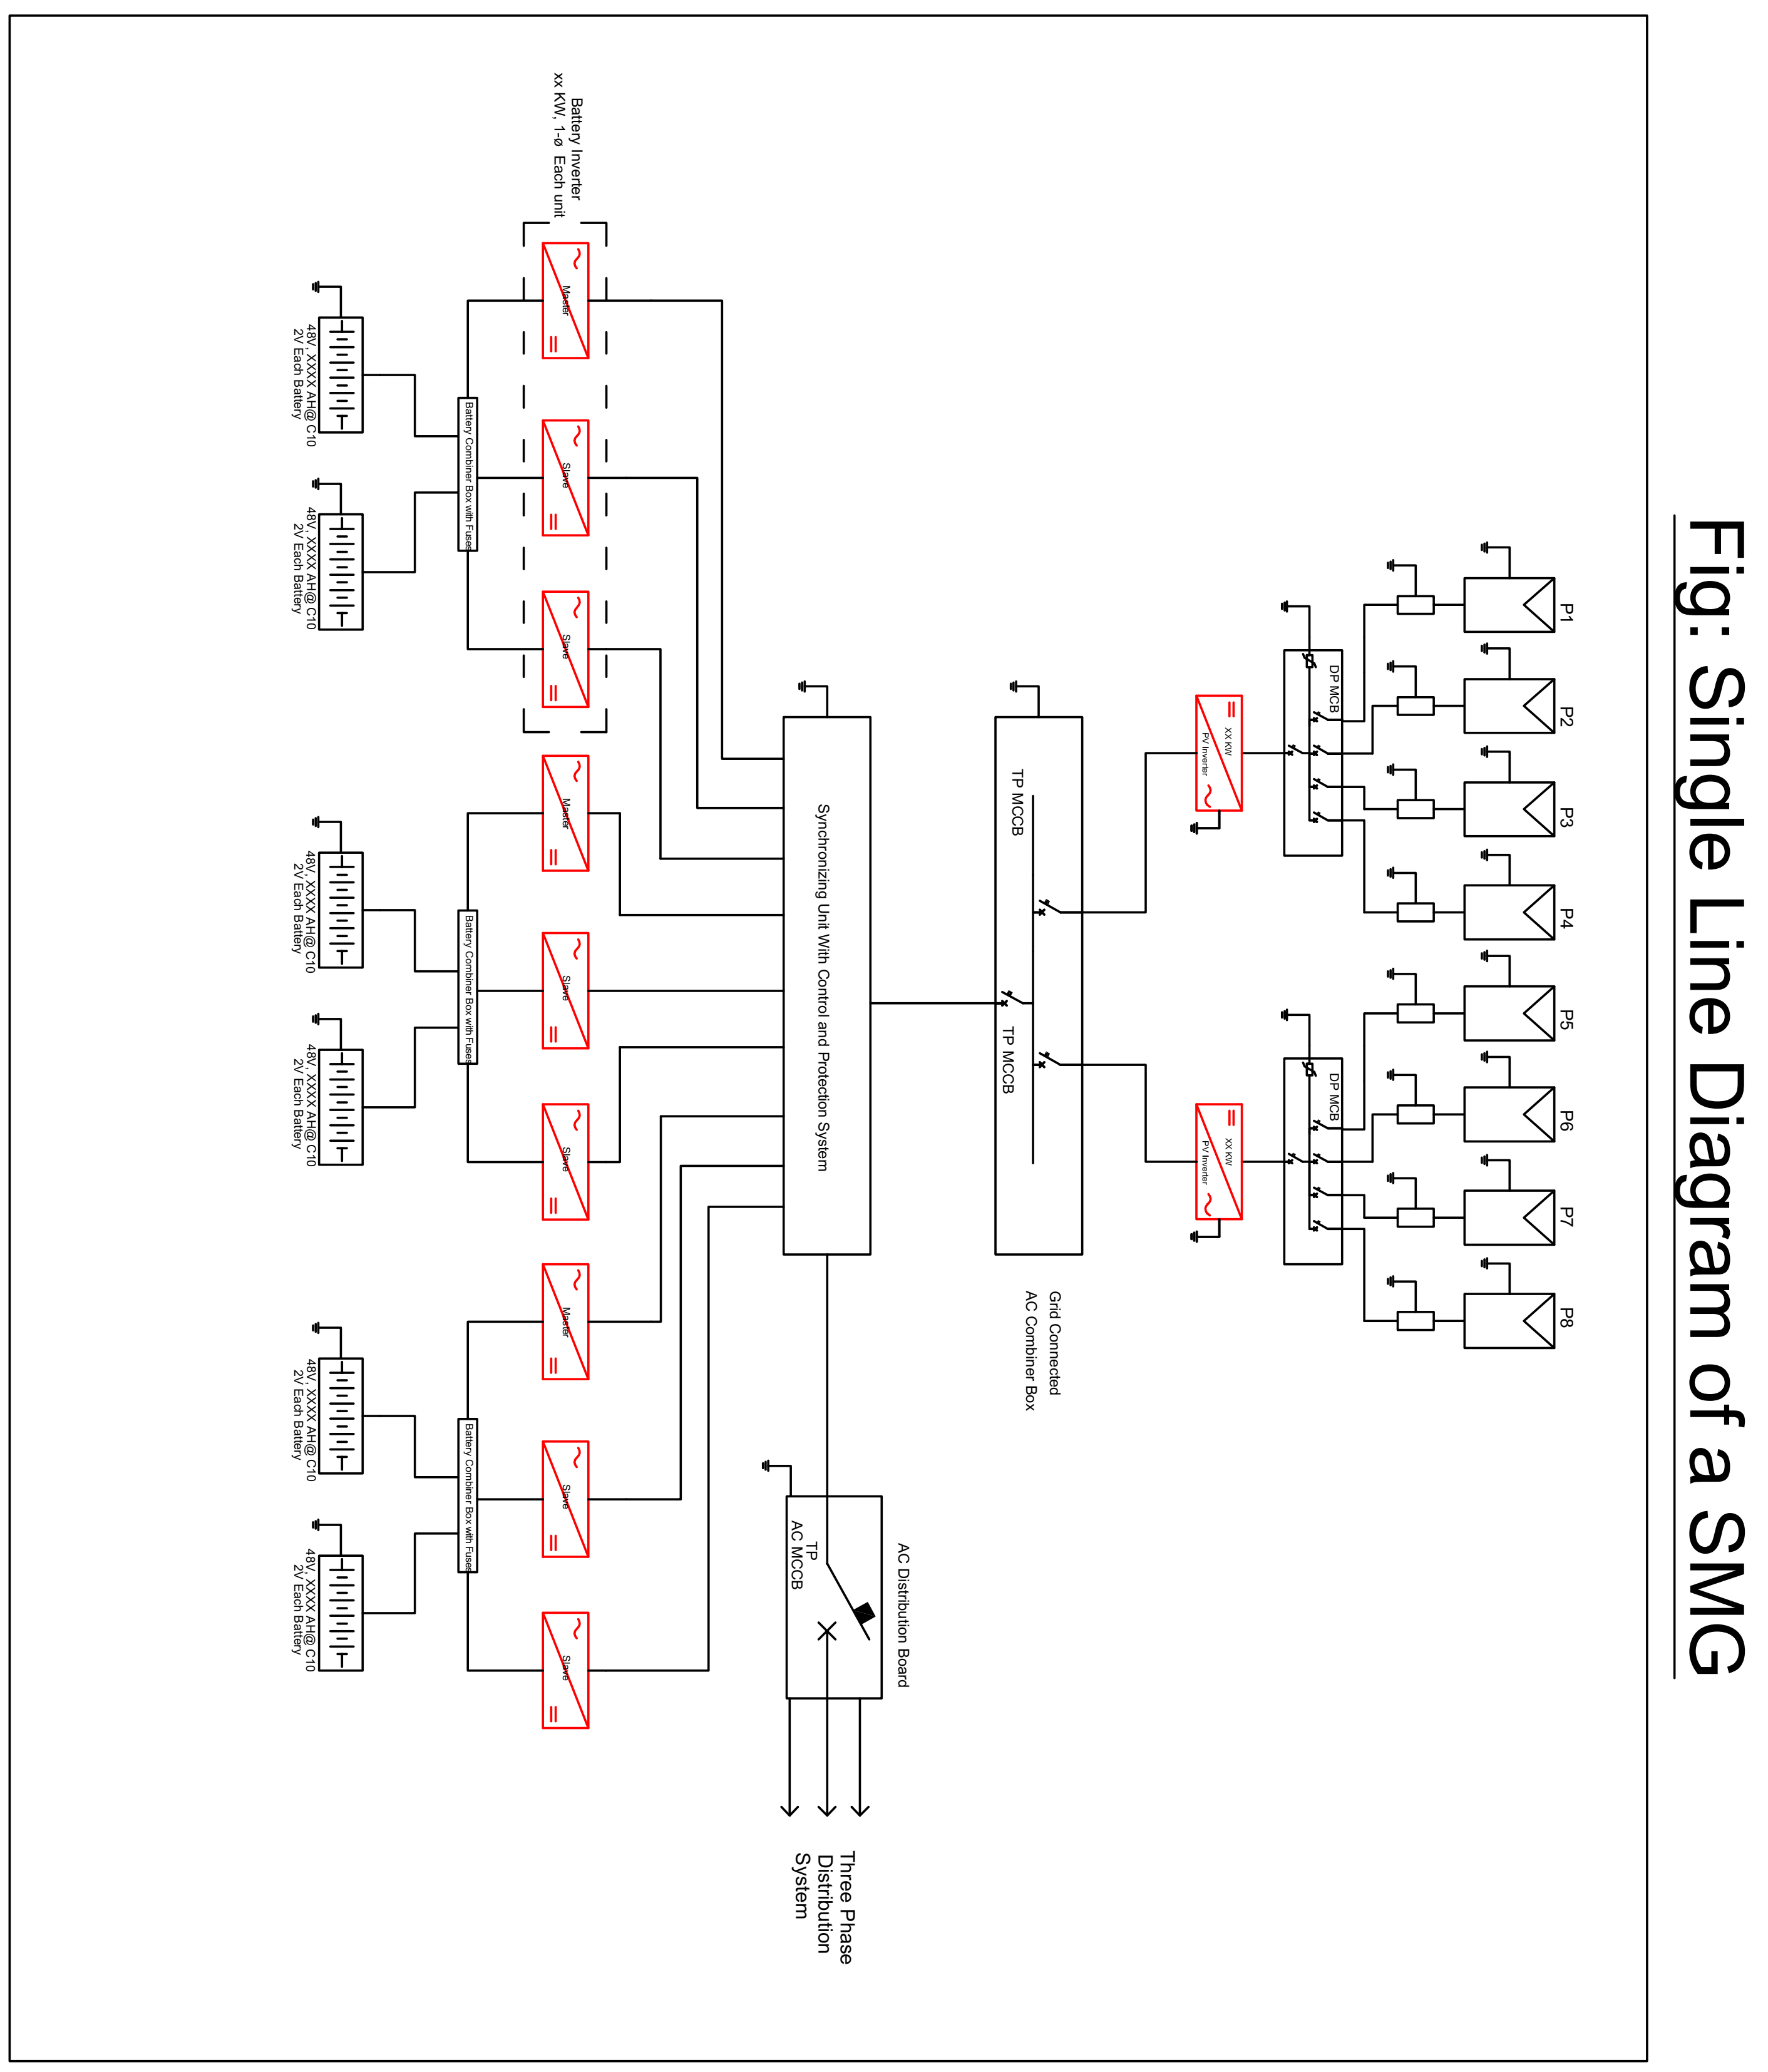 Fig: Single Line Diagram of a SMG
P1
P2
P3
P4
P5
P6
P7
P8
DP MCB
DP MCB
XX KW
PV Inverter
XX KW
PV Inverter
TP MCCB
TP MCCB
Grid Connected
AC Combiner Box
Synchronizing Unit With Control and Protection System
AC Distribution Board
TP
AC MCCB
Three Phase
Distribution
System
Battery Inverter
xx KW, 1-ø Each unit
Master
Slave
Slave
Master
Slave
Slave
Master
Slave
Slave
Battery Combiner Box with Fuses
Battery Combiner Box with Fuses
Battery Combiner Box with Fuses
48V, XXXX AH@ C10
2V Each Battery
48V, XXXX AH@ C10
2V Each Battery
48V, XXXX AH@ C10
2V Each Battery
48V, XXXX AH@ C10
2V Each Battery
48V, XXXX AH@ C10
2V Each Battery
48V, XXXX AH@ C10
2V Each Battery